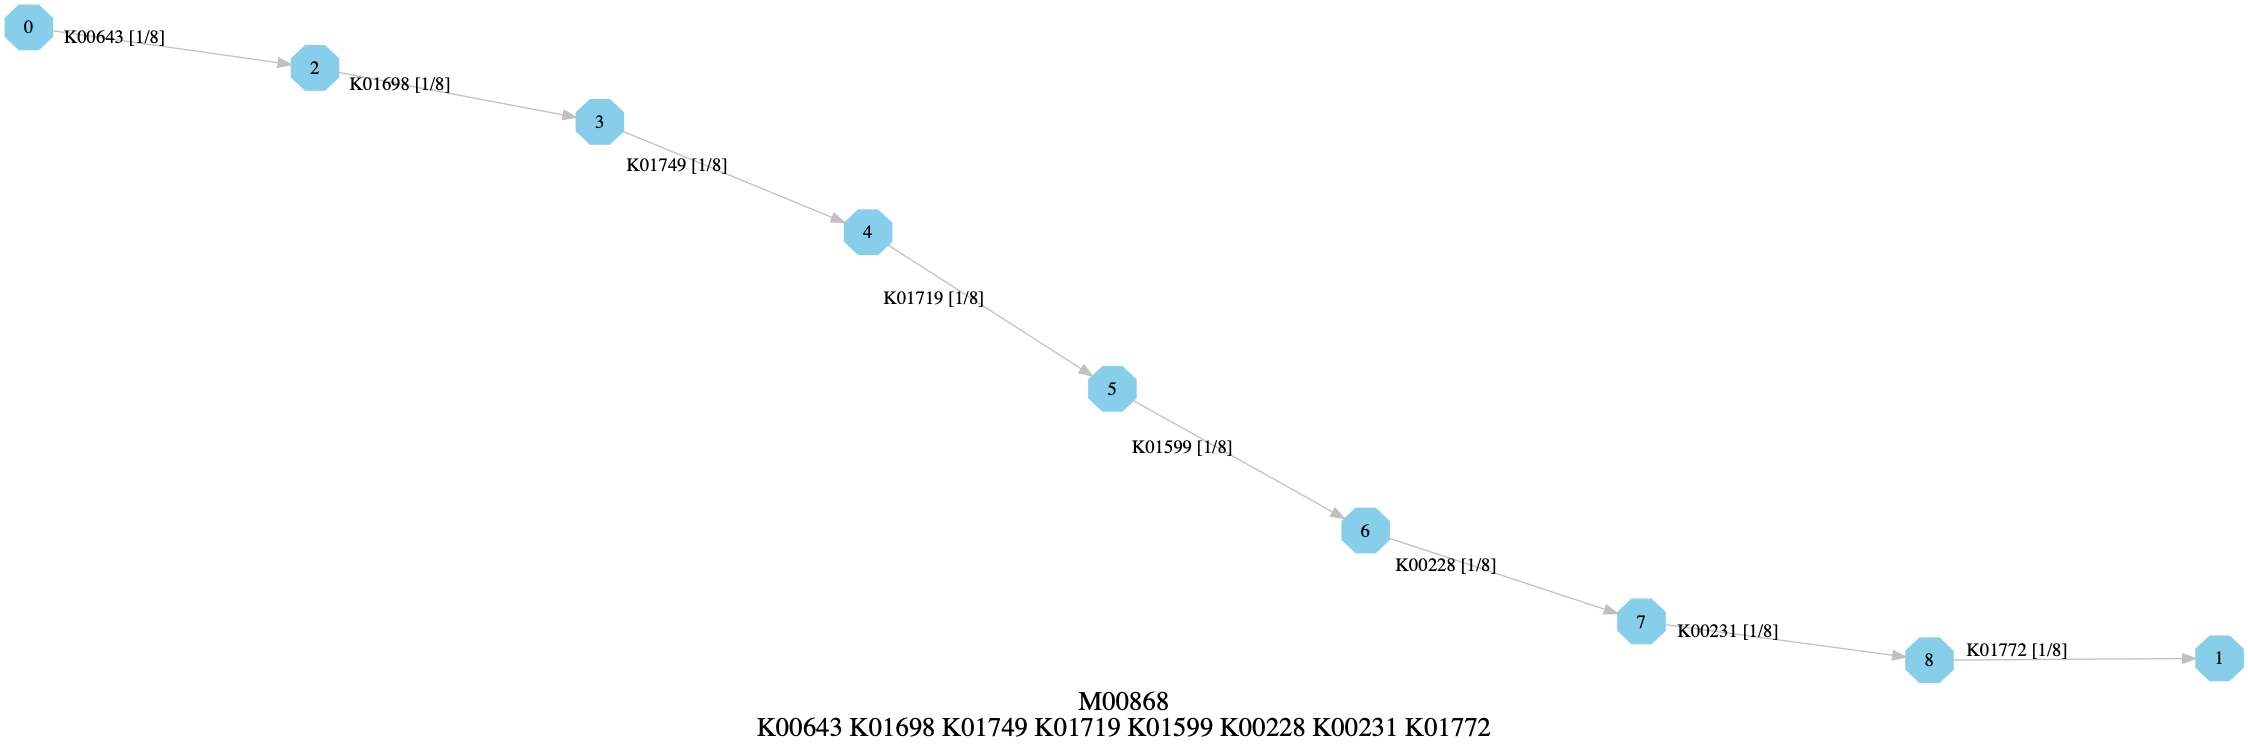 0
K00643 [1/8]
2
K01698 [1/8]
3
K01749 [1/8]
4
K01719 [1/8]
5
K01599 [1/8]
6
K00228 [1/8]
7
K00231 [1/8]
8
K01772 [1/8]
1
M00868
K00643 K01698 K01749 K01719 K01599 K00228 K00231 K01772